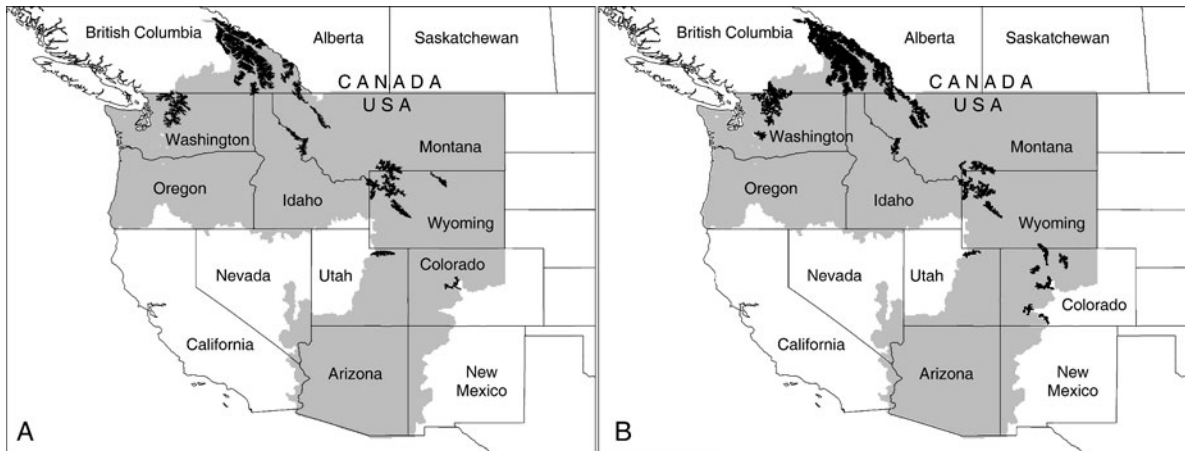 British Columbia
Alberta
Saskatchewan
CANADA
USA
Washington
Montana
Oregon
Idaho
Wyoming
Nevada
Utah
Colorado
California
Arizona
New
Mexico
A
British Columbia
Alberta
Saskatchewan
CANADA
USA
Washington
Montana
Oregon
Idaho
Wyoming
Nevada
Utah
Colorado
California
Arizona
New
Mexico
B